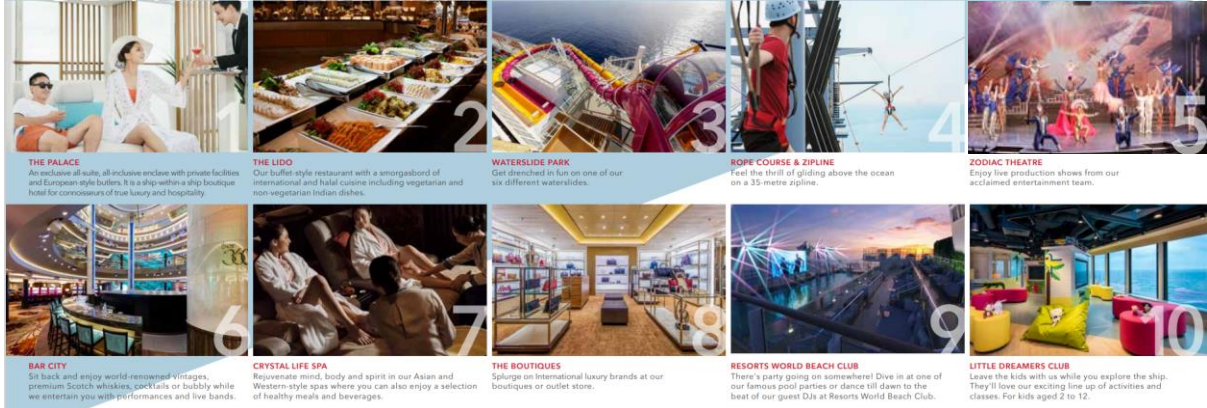 1
THE PALACE
An exclusive all-suite, all-inclusive enclave with private facilities
and European-style butlers. It is a ship-within-a ship boutique
hotel for connoisseurs of true luxury and hospitality.
2
THE LIDO
Our buffet-style restaurant with a smorgasbord of
international and halal cuisine including vegetarian and
non-vegetarian Indian dishes.
3
WATERSLIDE PARK
Get drenched in fun on one of our
six different waterslides.
4
ROPE COURSE & ZIPLINE
Feel the thrill of gliding above the ocean
on a 35-metre zipline.
5
ZODIAC THEATRE
Enjoy live production shows from our
acclaimed entertainment team.
6
BAR CITY
Sit back and enjoy world-renowned vintages,
premium Scotch whiskies, cocktails or bubbly while
we entertain you with performances and live bands.
7
CRYSTAL LIFE SPA
Rejuvenate mind, body and spirit in our Asian and
Western-style spas where you can also enjoy a selection
of healthy meals and beverages.
8
THE BOUTIQUES
Splurge on International luxury brands at our
boutiques or outlet store.
9
RESORTS WORLD BEACH CLUB
There's party going on somewhere! Dive in at one of
our famous pool parties or dance till dawn to the
beat of our guest DJs at Resorts World Beach Club.
10
LITTLE DREAMERS CLUB
Leave the kids with us while you explore the ship.
They'll love our exciting line up of activities and
classes. For kids aged 2 to 12.